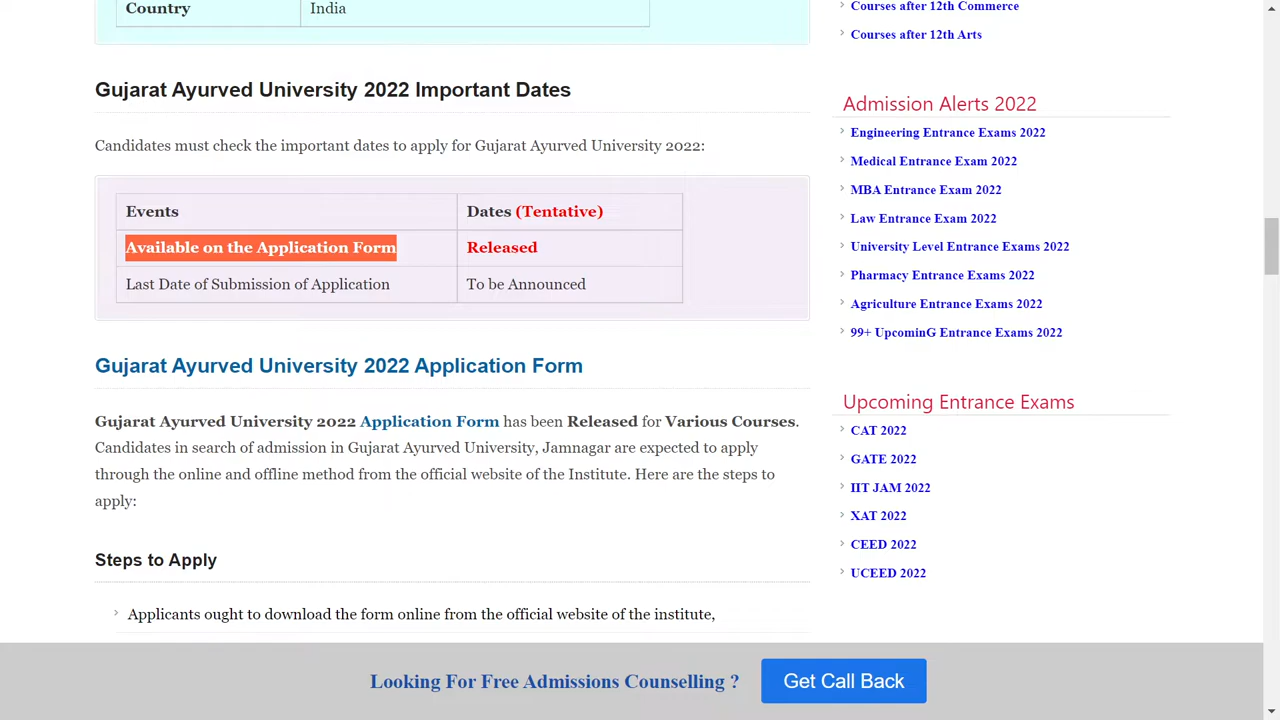 Country India
Gujarat Ayurved University 2022 Important Dates
Candidates must check the important dates to apply for Gujarat Ayurved University 2022:
Events Dates (Tentative)
Available on the Application Form Released
Last Date of Submission of Application To be Announced
Gujarat Ayurved University 2022 Application Form
Gujarat Ayurved University 2022 Application Form has been Released for Various Courses.
Candidates in search of admission in Gujarat Ayurved University, Jamnagar are expected to apply
through the online and offline method from the official website of the Institute. Here are the steps to
apply:
Steps to Apply
Applicants ought to download the form online from the official website of the institute,
Courses after 12th Commerce
Courses after 12th Arts
Admission Alerts 2022
Engineering Entrance Exams 2022
Medical Entrance Exam 2022
MBA Entrance Exam 2022
Law Entrance Exam 2022
University Level Entrance Exams 2022
Pharmacy Entrance Exams 2022
Agriculture Entrance Exams 2022
99+ UpcominG Entrance Exams 2022
Upcoming Entrance Exams
CAT 2022
GATE 2022
IIT JAM 2022
XAT 2022
CEED 2022
UCEED 2022
Looking For Free Admissions Counselling ? Get Call Back